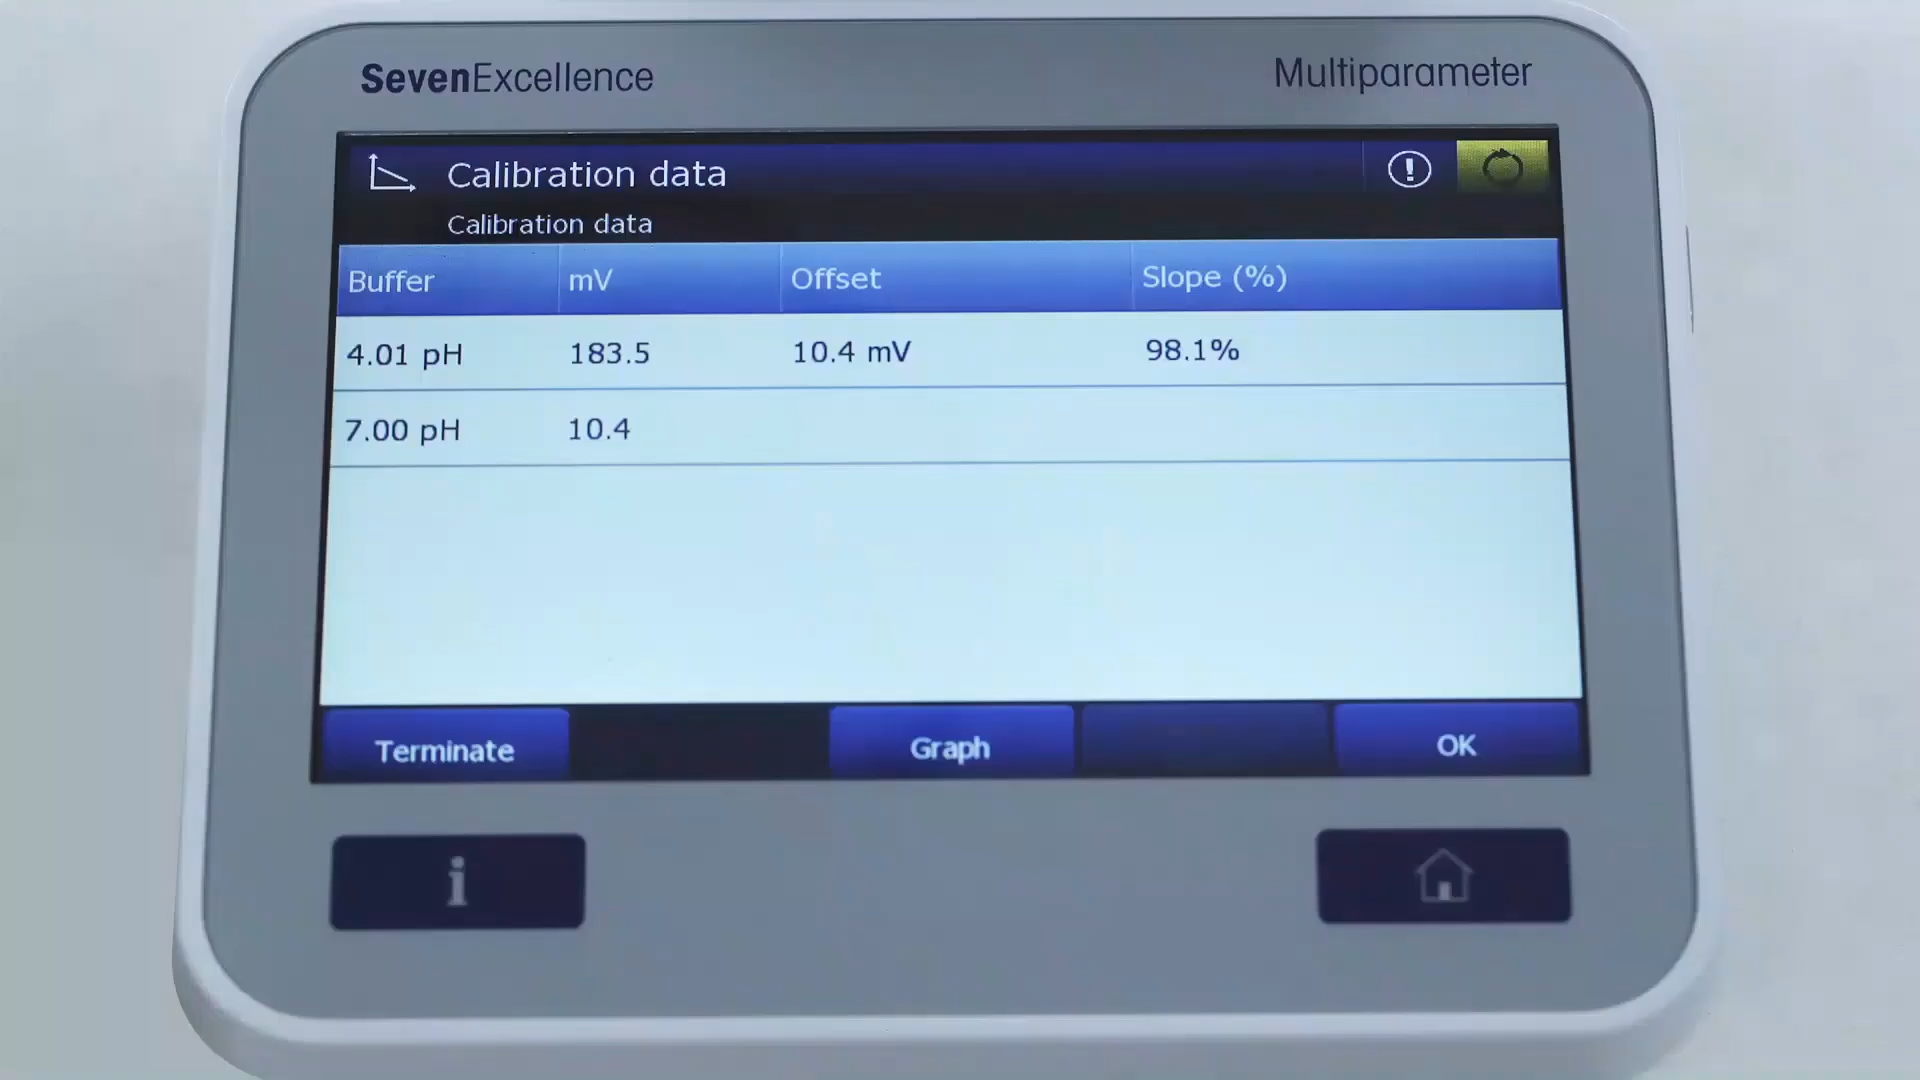 SevenExcellence Multiparameter
Calibration data
Calibration data
Buffer mV Offset Slope (%)
4.01 pH 183.5 10.4 mV 98.1%
7.00 pH 10.4
Terminate Graph OK
i